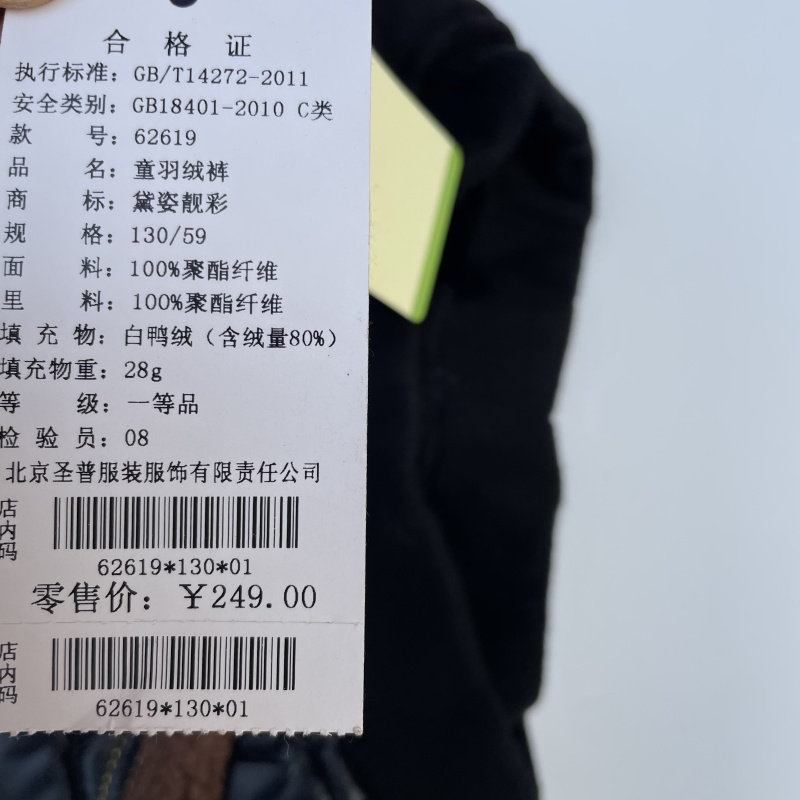 合格证
执行标准：GB/T14272-2011
安全类别：GB18401-2010 C类
款 号：62619
品 名：童羽绒裤
商 标：黛姿靓彩
规 格：130/59
面 料：100%聚酯纤维
里 料：100%聚酯纤维
填充物：白鸭绒（含绒量80%）
填充物重：28g
等 级：一等品
检验员：08
北京圣普服装服饰有限责任公司
店内码
62619*130*01
零售价：￥249.00
店内码
62619*130*01